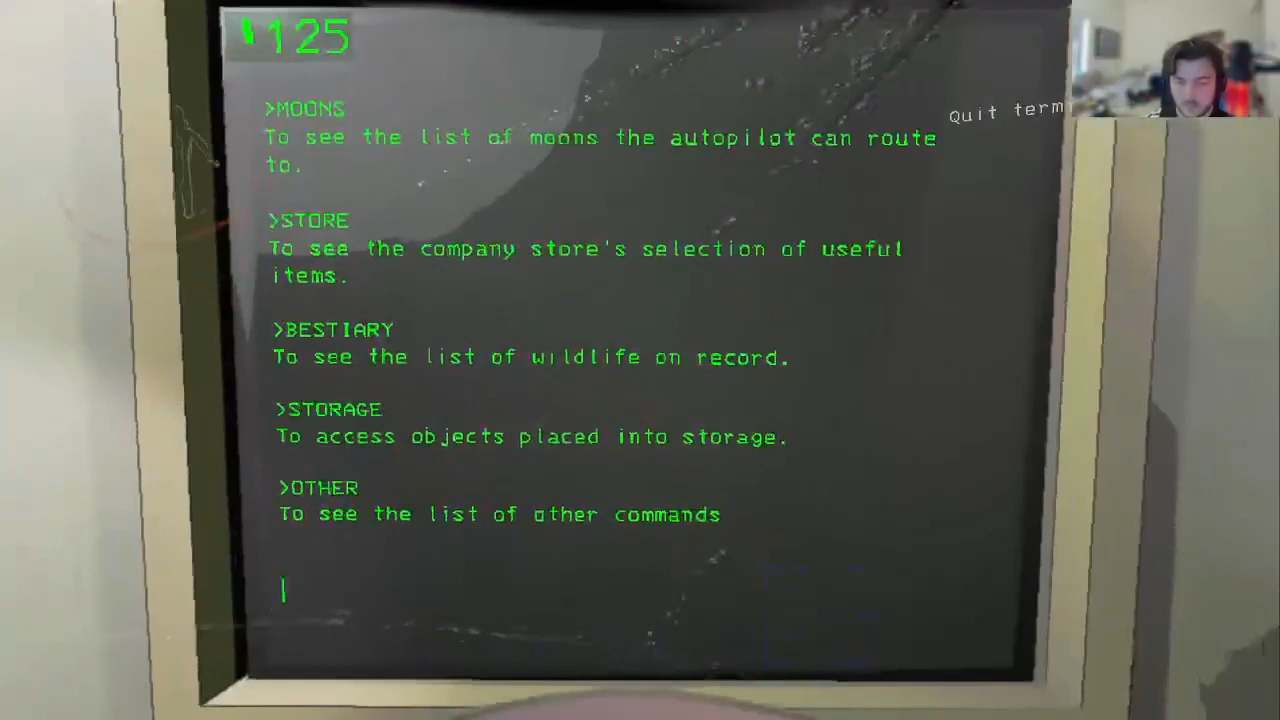 125
Quit term
>MOONS
To see the list of moons the autopilot can route
to.
>STORE
To see the company store's selection of useful
items.
>BESTIARY
To see the list of wildlife on record.
>STORAGE
To access objects placed into storage.
>OTHER
To see the list of other commands